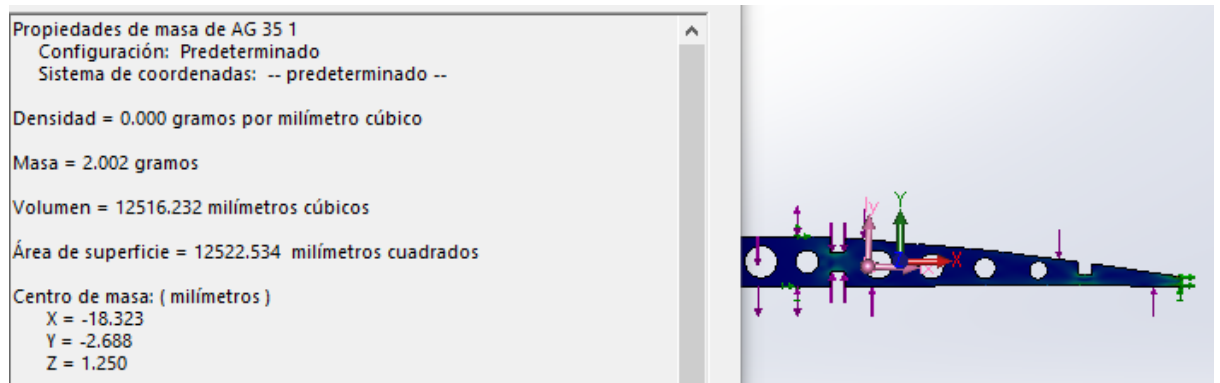 Propiedades de masa de AG 35 1
Configuración: Predeterminado
Sistema de coordenadas: -- predeterminado --
Densidad = 0.000 gramos por milímetro cúbico
Masa = 2.002 gramos
Volumen = 12516.232 milímetros cúbicos
Área de superficie = 12522.534 milímetros cuadrados
Centro de masa: ( milímetros )
X = -18.323
Y = -2.688
Z = 1.250
Iy
Y
X